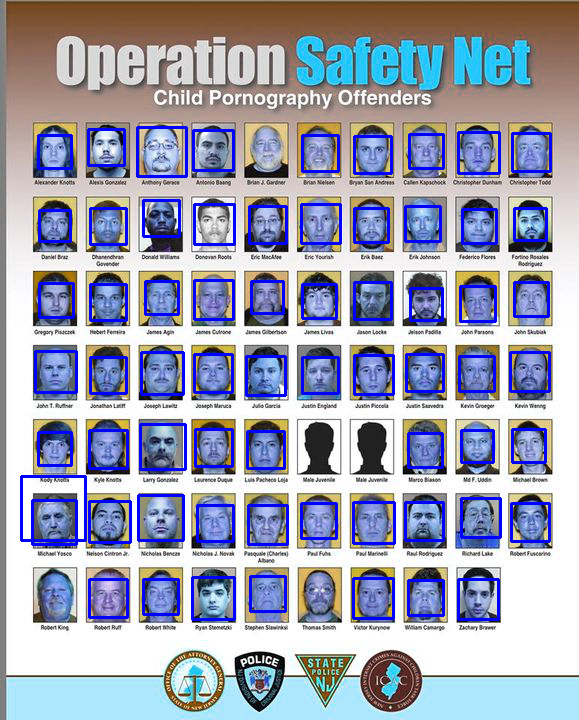 Operation Safety Net
Child Pornography Offenders
Alexander Knotts Alexis Gonzalez Anthony Gerace Antonio Baang Brian J. Gardner Brian Nielsen Bryan San Andreas Callen Kapschock Christopher Dunham Christopher Todd
Daniel Braz Dhanendhran Donald Williams Donovan Roots Eric MacAfee Eric Yourish Erik Baez Erik Johnson Federico Flores Fortino Rosales
Govender Rodriguez
Gregory Piszczek Hebert Ferreira James Agin James Cutrone James Gilbertson James Livas Jason Locke Jeison Padilla John Parsons John Skubiak
John T. Ruffner Jonathan Latiff Joseph Lawitz Joseph Maruca Julio Garcia Justin England Justin Piccola Justin Saavedra Kevin Groeger Kevin Wenng
Kody Knotts Kyle Knotts Larry Gonzalez Laurence Duque Luis Pacheco Loja Male Juvenile Male Juvenile Marco Biason Md F. Uddin Michael Brown
Michael Yosco Nelson Cintron Jr. Nicholas Bencze Nicholas J. Novak Pasquale (Charles) Paul Fuhs Paul Marinelli Raul Rodriguez Richard Lake Robert Fuscarino
Albano
Robert King Robert Ruff Robert White Ryan Stemetzki Stephen Slawinksi Thomas Smith Victor Kurynow William Camargo Zachary Brawer
OFFICE OF THE ATTORNEY GENERAL
POLICE
STATE
POLICE
NJ
ICAC